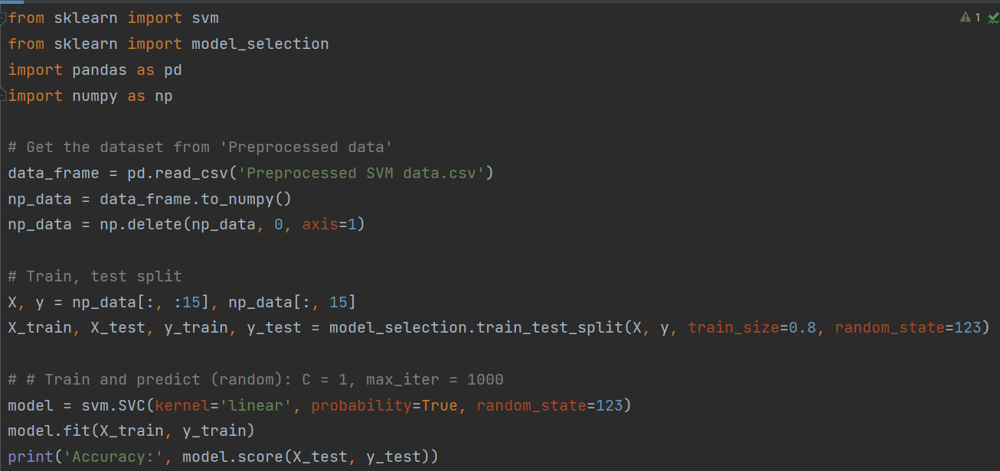 from sklearn import svm
1
from sklearn import model_selection
import pandas as pd
import numpy as np
# Get the dataset from 'Preprocessed data'
data_frame = pd.read_csv('Preprocessed SVM data.csv')
np_data = data_frame.to_numpy()
np_data = np.delete(np_data, 0, axis=1)
# Train, test split
X, y = np_data[:, :15], np_data[:, 15]
X_train, X_test, y_train, y_test = model_selection.train_test_split(X, y, train_size=0.8, random_state=123)
# # Train and predict (random): C = 1, max_iter = 1000
model = svm.SVC(kernel='linear', probability=True, random_state=123)
model.fit(X_train, y_train)
print('Accuracy:', model.score(X_test, y_test))